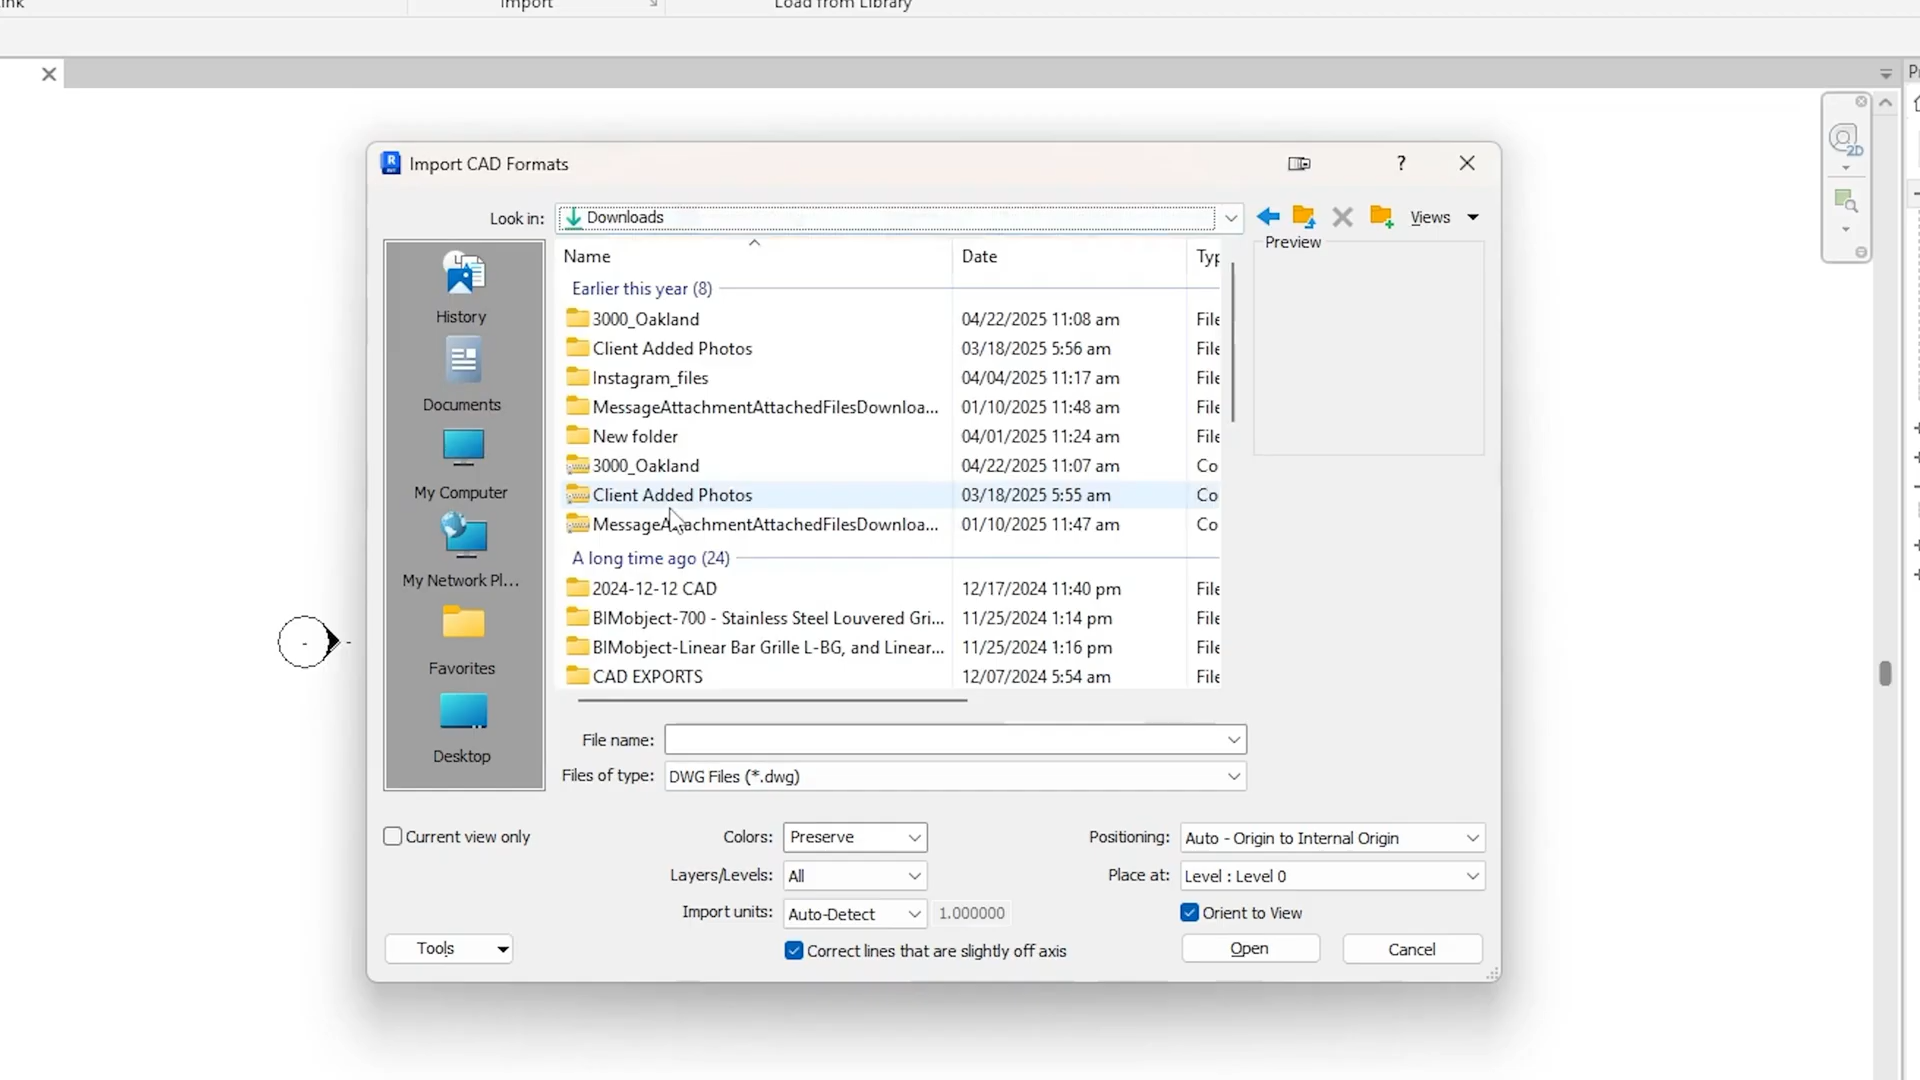 Import
Load from Library
Import CAD Formats
?
Look in: Downloads
Views
Name Date
Preview
Earlier this year (8)
3000_Oakland 04/22/2025 11:08 am File
Client Added Photos 03/18/2025 5:56 am File
Instagram_files 04/04/2025 11:17 am File
MessageAttachmentAttachedFilesDownloa... 01/10/2025 11:48 am File
New folder 04/01/2025 11:24 am File
3000_Oakland 04/22/2025 11:07 am Co
Client Added Photos 03/18/2025 5:55 am Co
MessageAttachmentAttachedFilesDownloa... 01/10/2025 11:47 am Co
A long time ago (24)
2024-12-12 CAD 12/17/2024 11:40 pm File
BIMobject-700 - Stainless Steel Louvered Gri... 11/25/2024 1:14 pm File
BIMobject-Linear Bar Grille L-BG, and Linear... 11/25/2024 1:16 pm File
CAD EXPORTS 12/07/2024 5:54 am File
History
Documents
My Computer
My Network Pl...
Favorites
Desktop
File name:
Files of type: DWG Files (*.dwg)
Current view only
Colors: Preserve
Positioning: Auto - Origin to Internal Origin
Layers/Levels: All
Place at: Level : Level 0
Import units: Auto-Detect 1.000000
Orient to View
Correct lines that are slightly off axis
Tools
Open
Cancel
2D